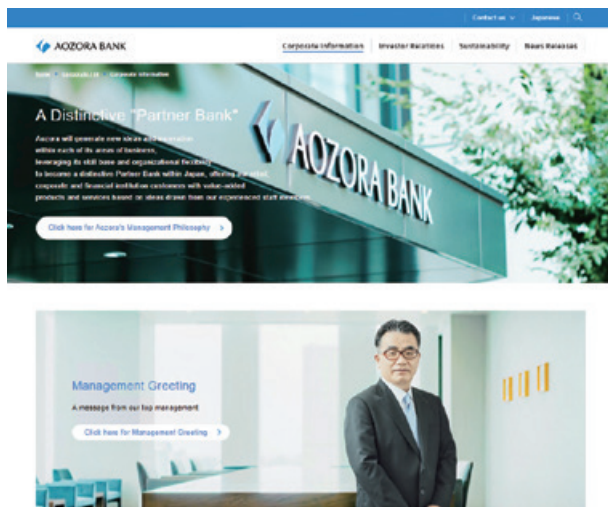 Contact us
Japanese
AOZORA BANK
Corporate Information
Investor Relations
Sustainability
News Releases
Corporate Information
A Distinctive "Partner Bank"
Aozora will generate new ideas and
within each of its areas of business,
leveraging its skill base and organizational flexibility
to become a distinctive Partner Bank within Japan, offering our
corporate and financial institution customers with value-added
products and services based on ideas drawn from our experienced staff members.
Click here for Aozora's Management Philosophy
AOZORA BANK
Management Greeting
A message from our top management
Click here for Management Greeting